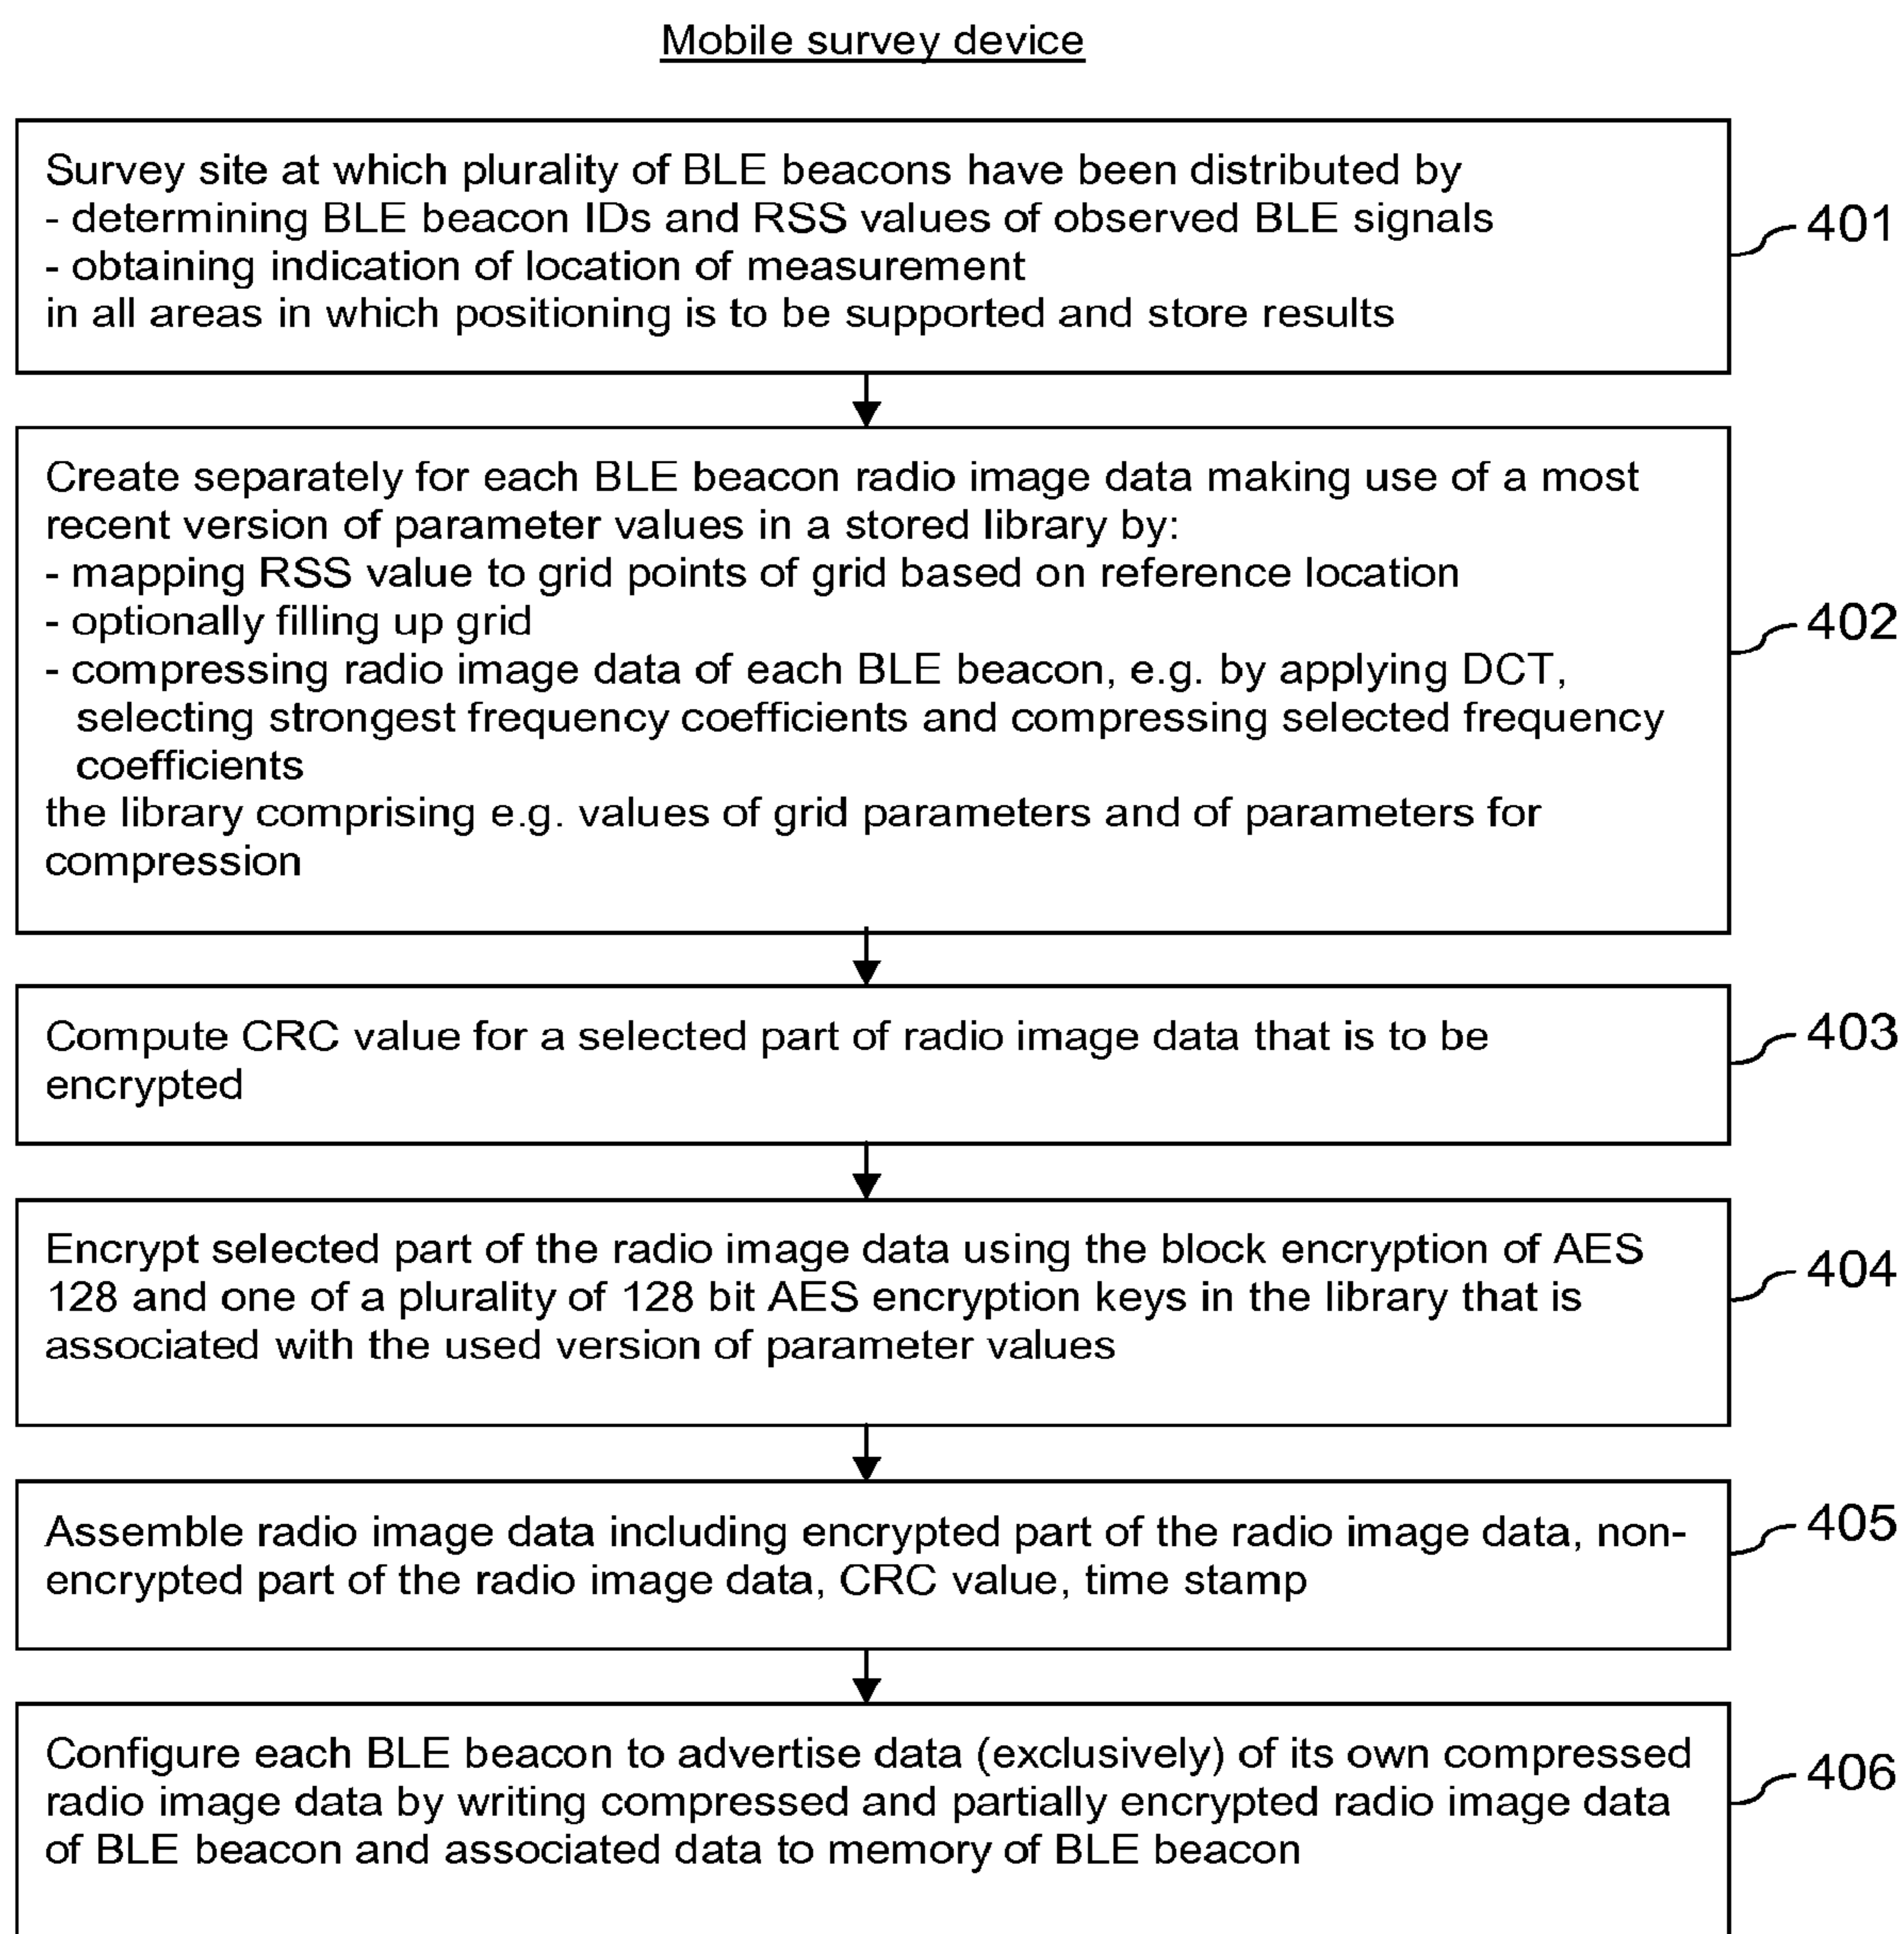 Mobile survey device
Survey site at which plurality of BLE beacons have been distributed by
- determining BLE beacon IDs and RSS values of observed BLE signals
- obtaining indication of location of measurement
in all areas in which positioning is to be supported and store results
401
Create separately for each BLE beacon radio image data making use of a most
recent version of parameter values in a stored library by:
- mapping RSS value to grid points of grid based on reference location
- optionally filling up grid
- compressing radio image data of each BLE beacon, e.g. by applying DCT,
selecting strongest frequency coefficients and compressing selected frequency
coefficients
the library comprising e.g. values of grid parameters and of parameters for
compression
402
Compute CRC value for a selected part of radio image data that is to be
encrypted
403
Encrypt selected part of the radio image data using the block encryption of AES
128 and one of a plurality of 128 bit AES encryption keys in the library that is
associated with the used version of parameter values
404
Assemble radio image data including encrypted part of the radio image data, non-
encrypted part of the radio image data, CRC value, time stamp
405
Configure each BLE beacon to advertise data (exclusively) of its own compressed
radio image data by writing compressed and partially encrypted radio image data
of BLE beacon and associated data to memory of BLE beacon
406